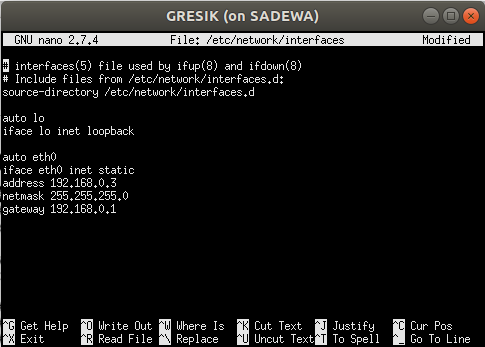 GRESIK (on SADEWA)
GNU nano 2.7.4 File: /etc/network/interfaces Modified
# interfaces(5) file used by ifup(8) and ifdown(8)
# Include files from /etc/network/interfaces.d:
source-directory /etc/network/interfaces.d
auto lo
iface lo inet loopback
auto eth0
iface eth0 inet static
address 192.168.0.3
netmask 255.255.255.0
gateway 192.168.0.1
^G Get Help ^O Write Out ^W Where Is ^K Cut Text ^J Justify ^C Cur Pos
^X Exit ^R Read File ^\ Replace ^U Uncut Text ^T To Spell ^_ Go To Line